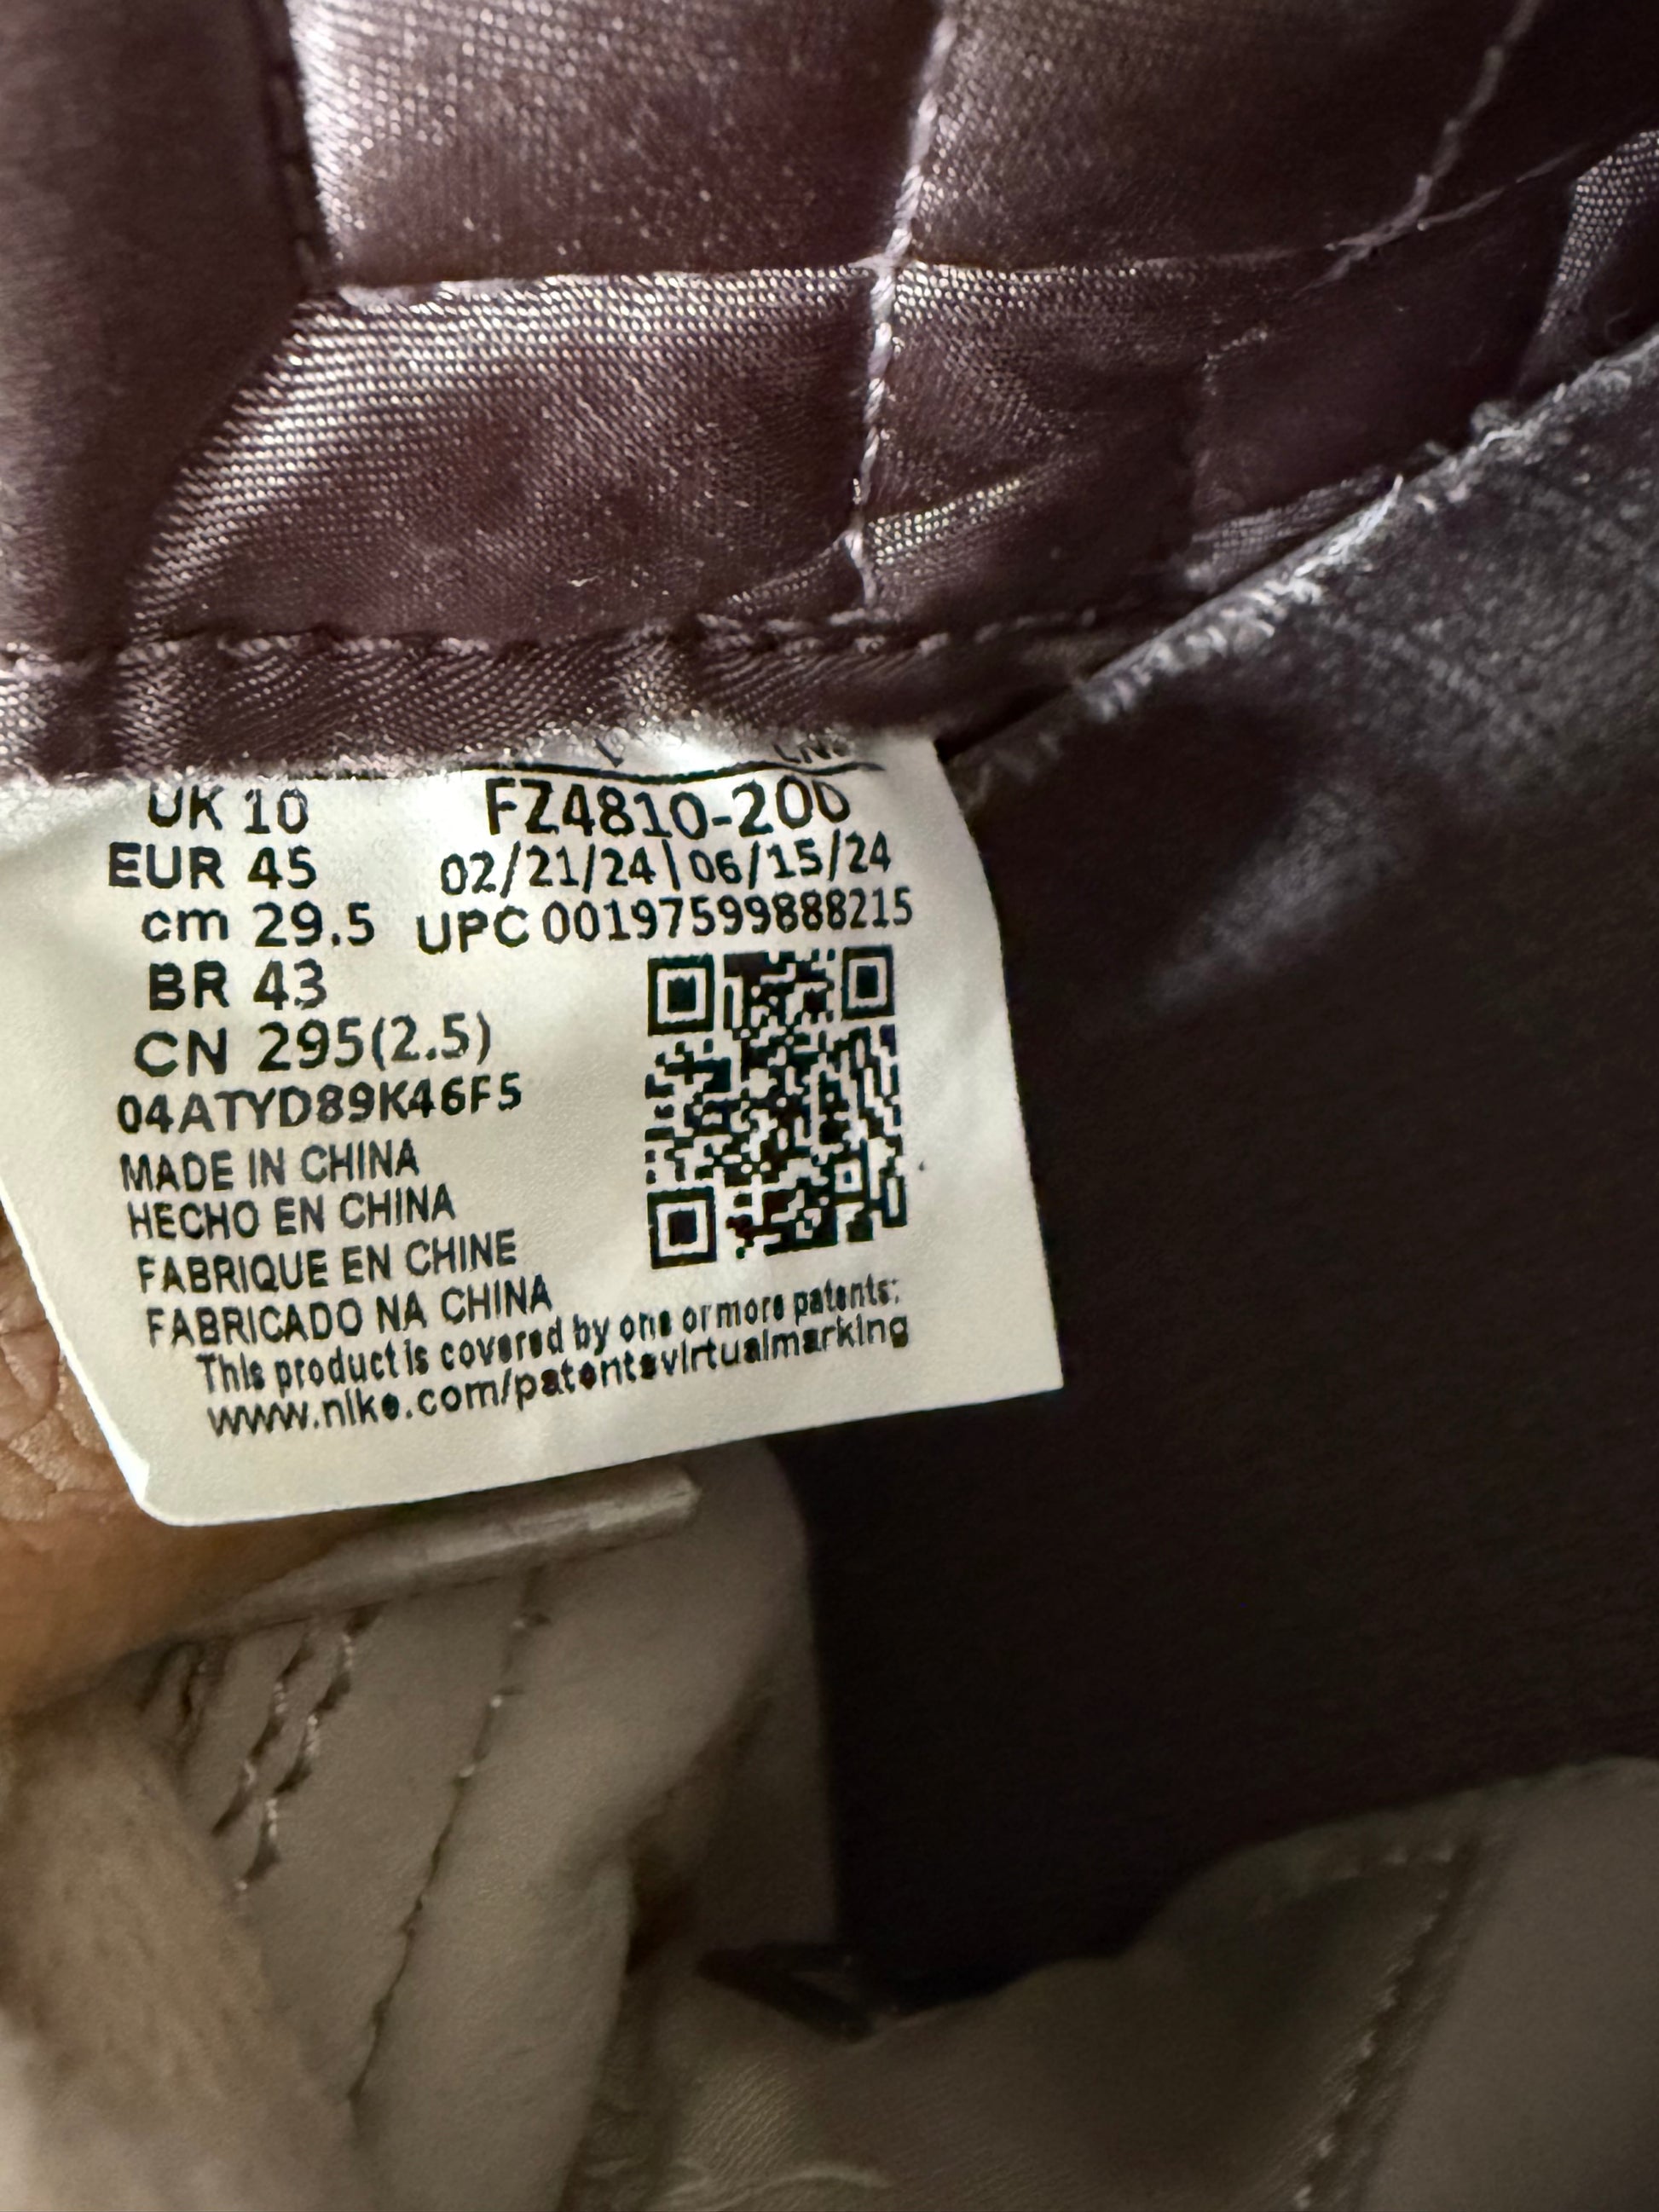 UK 10
EUR 45
cm 29.5
BR 43
CN 295(2.5)
04ATYD89K46F5
MADE IN CHINA
HECHO EN CHINA
FABRIQUE EN CHINE
FABRICADO NA CHINA
FZ4810-200
02/21/24|06/15/24
UPC 00197599888215
This product is covered by one or more patents:
www.nike.com/patentsvirtualmarking